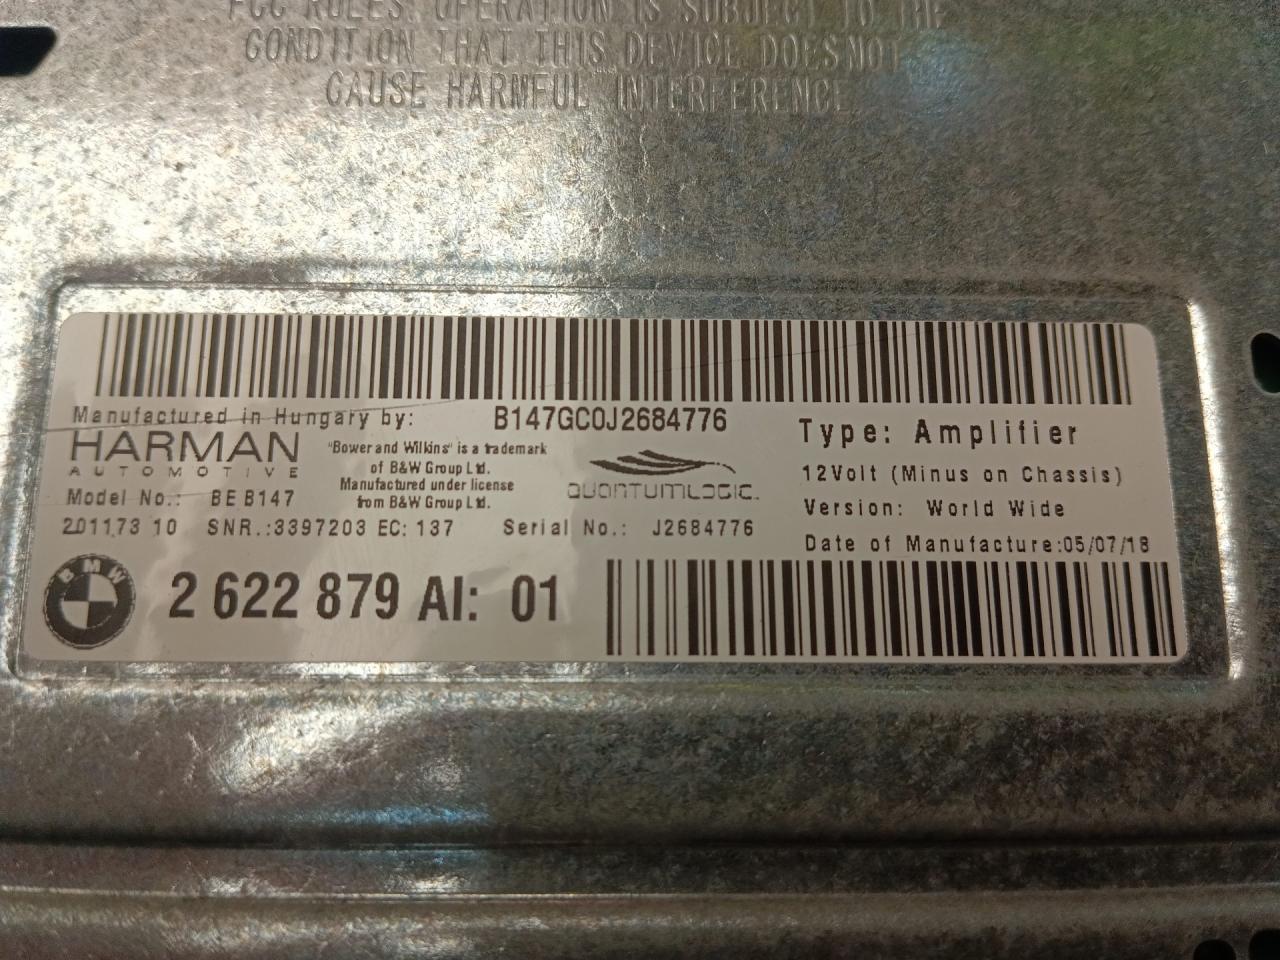 FCC RULES. OPERATION IS SUBJECT TO THE
CONDITION THAT THIS DEVICE DOES NOT
CAUSE HARMFUL INTERFERENCE
Manufactured in Hungary by:
HARMAN
AUTOMOTIVE
Model No.: BE B147
201173 10 SNR.:3397203 EC: 137
"Bower and Wilkins" is a trademark
of B&W Group Ltd.
Manufactured under license
from B&W Group Ltd.
B147GC0J2684776
QUANTUMLOGIC
Serial No.: J2684776
Type: Amplifier
12Volt (Minus on Chassis)
Version: World Wide
Date of Manufacture:05/07/18
BMW
2 622 879 AI: 01